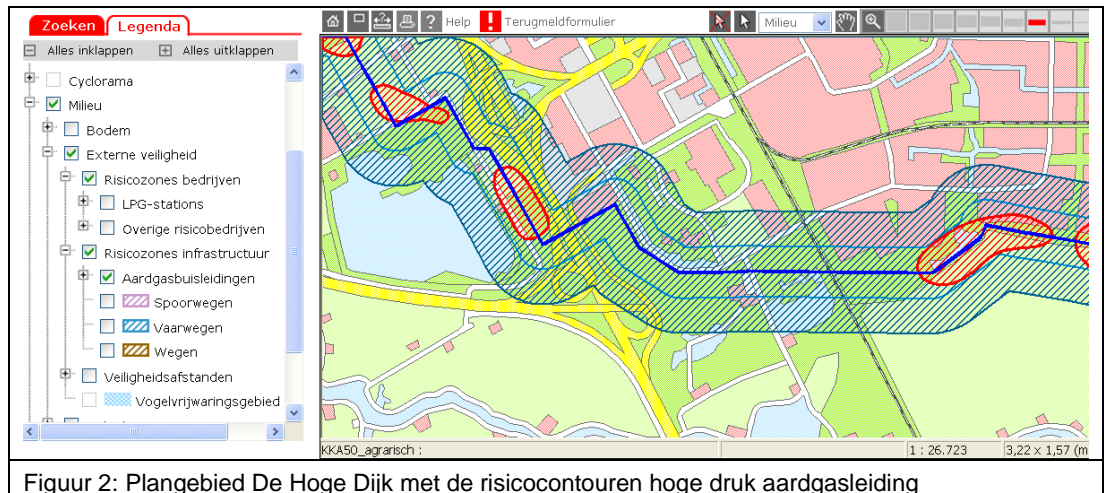 Zoeken Legenda
Help Terugmeldformulier Milieu
Alles inklappen Alles uitklappen
Cyclorama
Milieu
Bodem
Externe veiligheid
Risicozones bedrijven
LPG-stations
Overige risicobedrijven
Risicozones infrastructuur
Aardgasbuisleidingen
Spoorwegen
Vaarwegen
Wegen
Veiligheidsafstanden
Vogelvrijwaringsgebied
KKA50_agrarisch :
1 : 26.723
3,22 x 1,57 (m
Figuur 2: Plangebied De Hoge Dijk met de risicocontouren hoge druk aardgasleiding